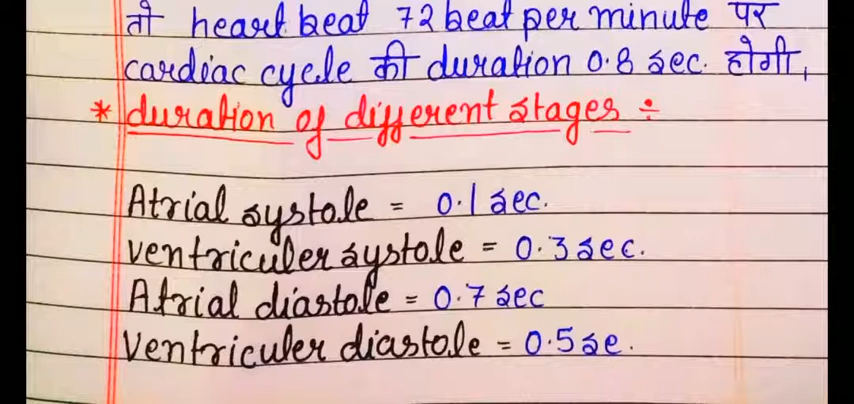 तो heart beat 72 beat per minute पर
cardiac cycle की duration 0.8 sec. होगी,
* duration of different stages ÷
Atrial systole = 0.1 sec.
ventriculer systole = 0.3 sec.
Atrial diastole = 0.7 sec
Ventriculer diastole = 0.5 se.